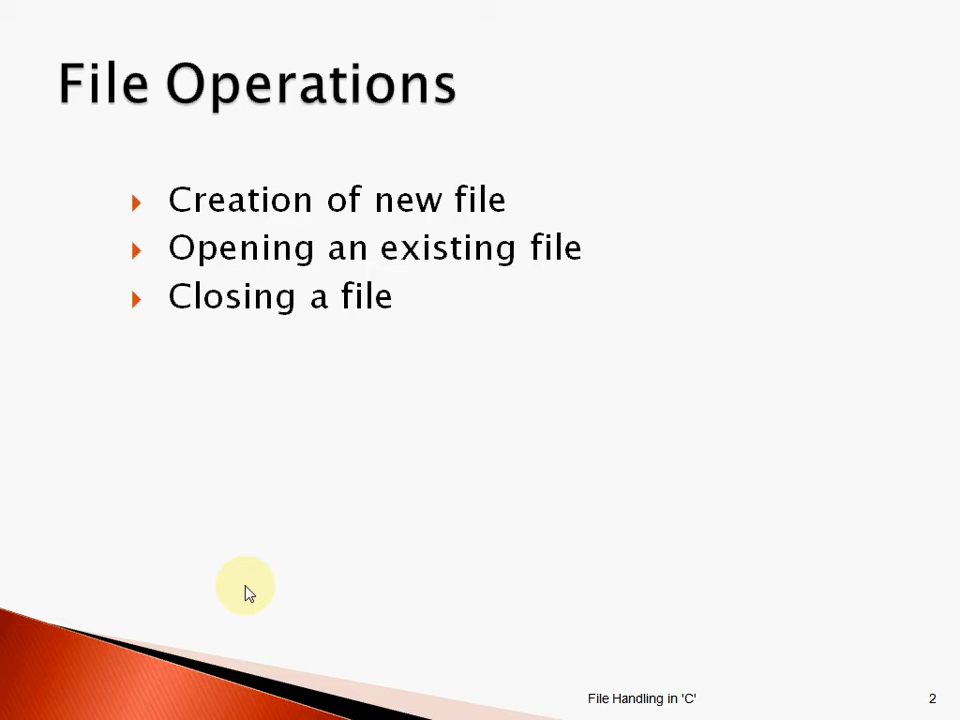 File Operations
Creation of new file
Opening an existing file
Closing a file
File Handling in 'C'
2